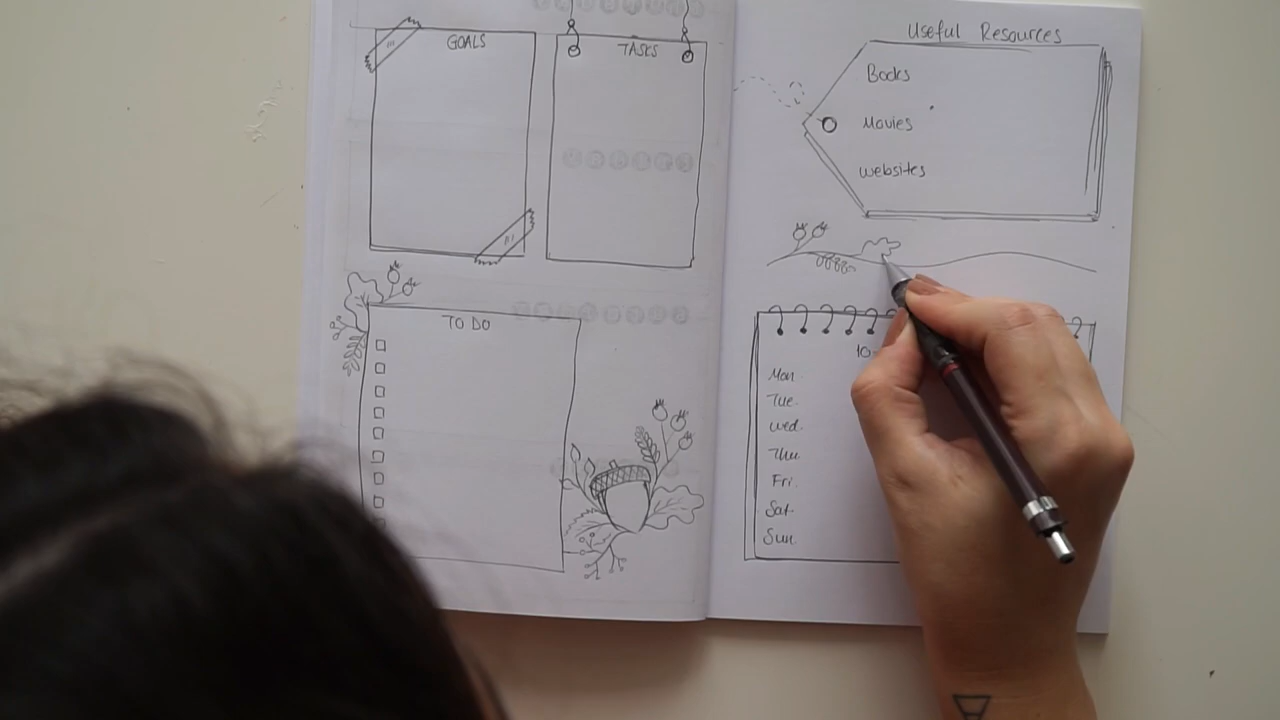 GOALS
TASKS
TO DO
Useful Resources
Books
Movies
Websites
Mon.
Tue.
Wed.
Thu.
Fri.
Sat.
Sun.